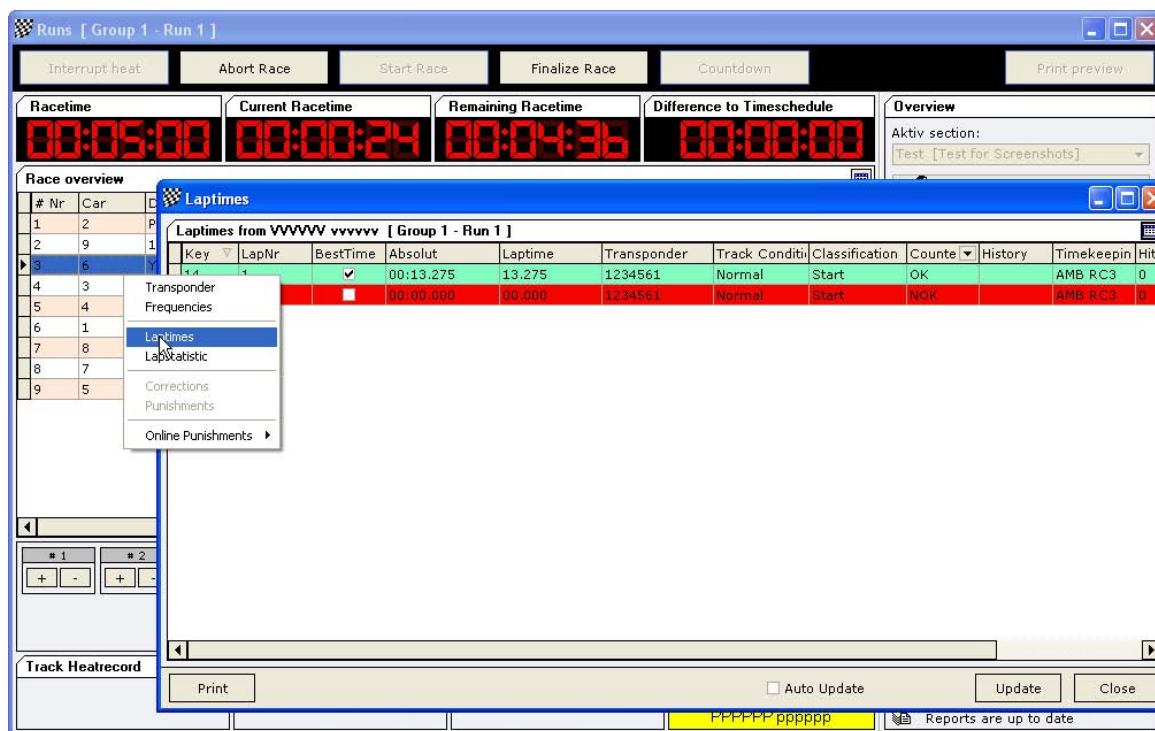 Runs [ Group 1 - Run 1 ]
Interrupt heat Abort Race Start Race Finalize Race Countdown Print preview
Racetime Current Racetime Remaining Racetime Difference to Timeschedule Overview
00:05:00 00:00:24 00:04:36 00:00:00
Aktiv section:
Test [Test for Screenshots]
Race overview
# Nr Car D
1 2 P
2 9 1
3 6 Y
4 3
5 4
6 1
7 8
8 7
9 5
Laptimes
Laptimes from VVVVVV vvvvvv [ Group 1 - Run 1 ]
Key LapNr BestTime Absolut Laptime Transponder Track Conditi Classification Counte History Timekeepin Hit
14 1 00:13.275 13.275 1234561 Normal Start OK AMB RC3 0
00:00.000 00.000 1234561 Normal Start NOK AMB RC3 0
Transponder
Frequencies
Laptimes
Lapstatistic
Corrections
Punishments
Online Punishments
# 1 # 2
+ - + -
Track Heatrecord
Print Auto Update Update Close
PPPPPP pppppp Reports are up to date